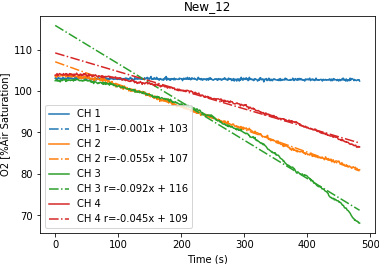 New_12
O2 [%Air Saturation]
110
100
90
80
70
CH 1
CH 1 r=-0.001x + 103
CH 2
CH 2 r=-0.055x + 107
CH 3
CH 3 r=-0.092x + 116
CH 4
CH 4 r=-0.045x + 109
0 100 200 300 400 500
Time (s)